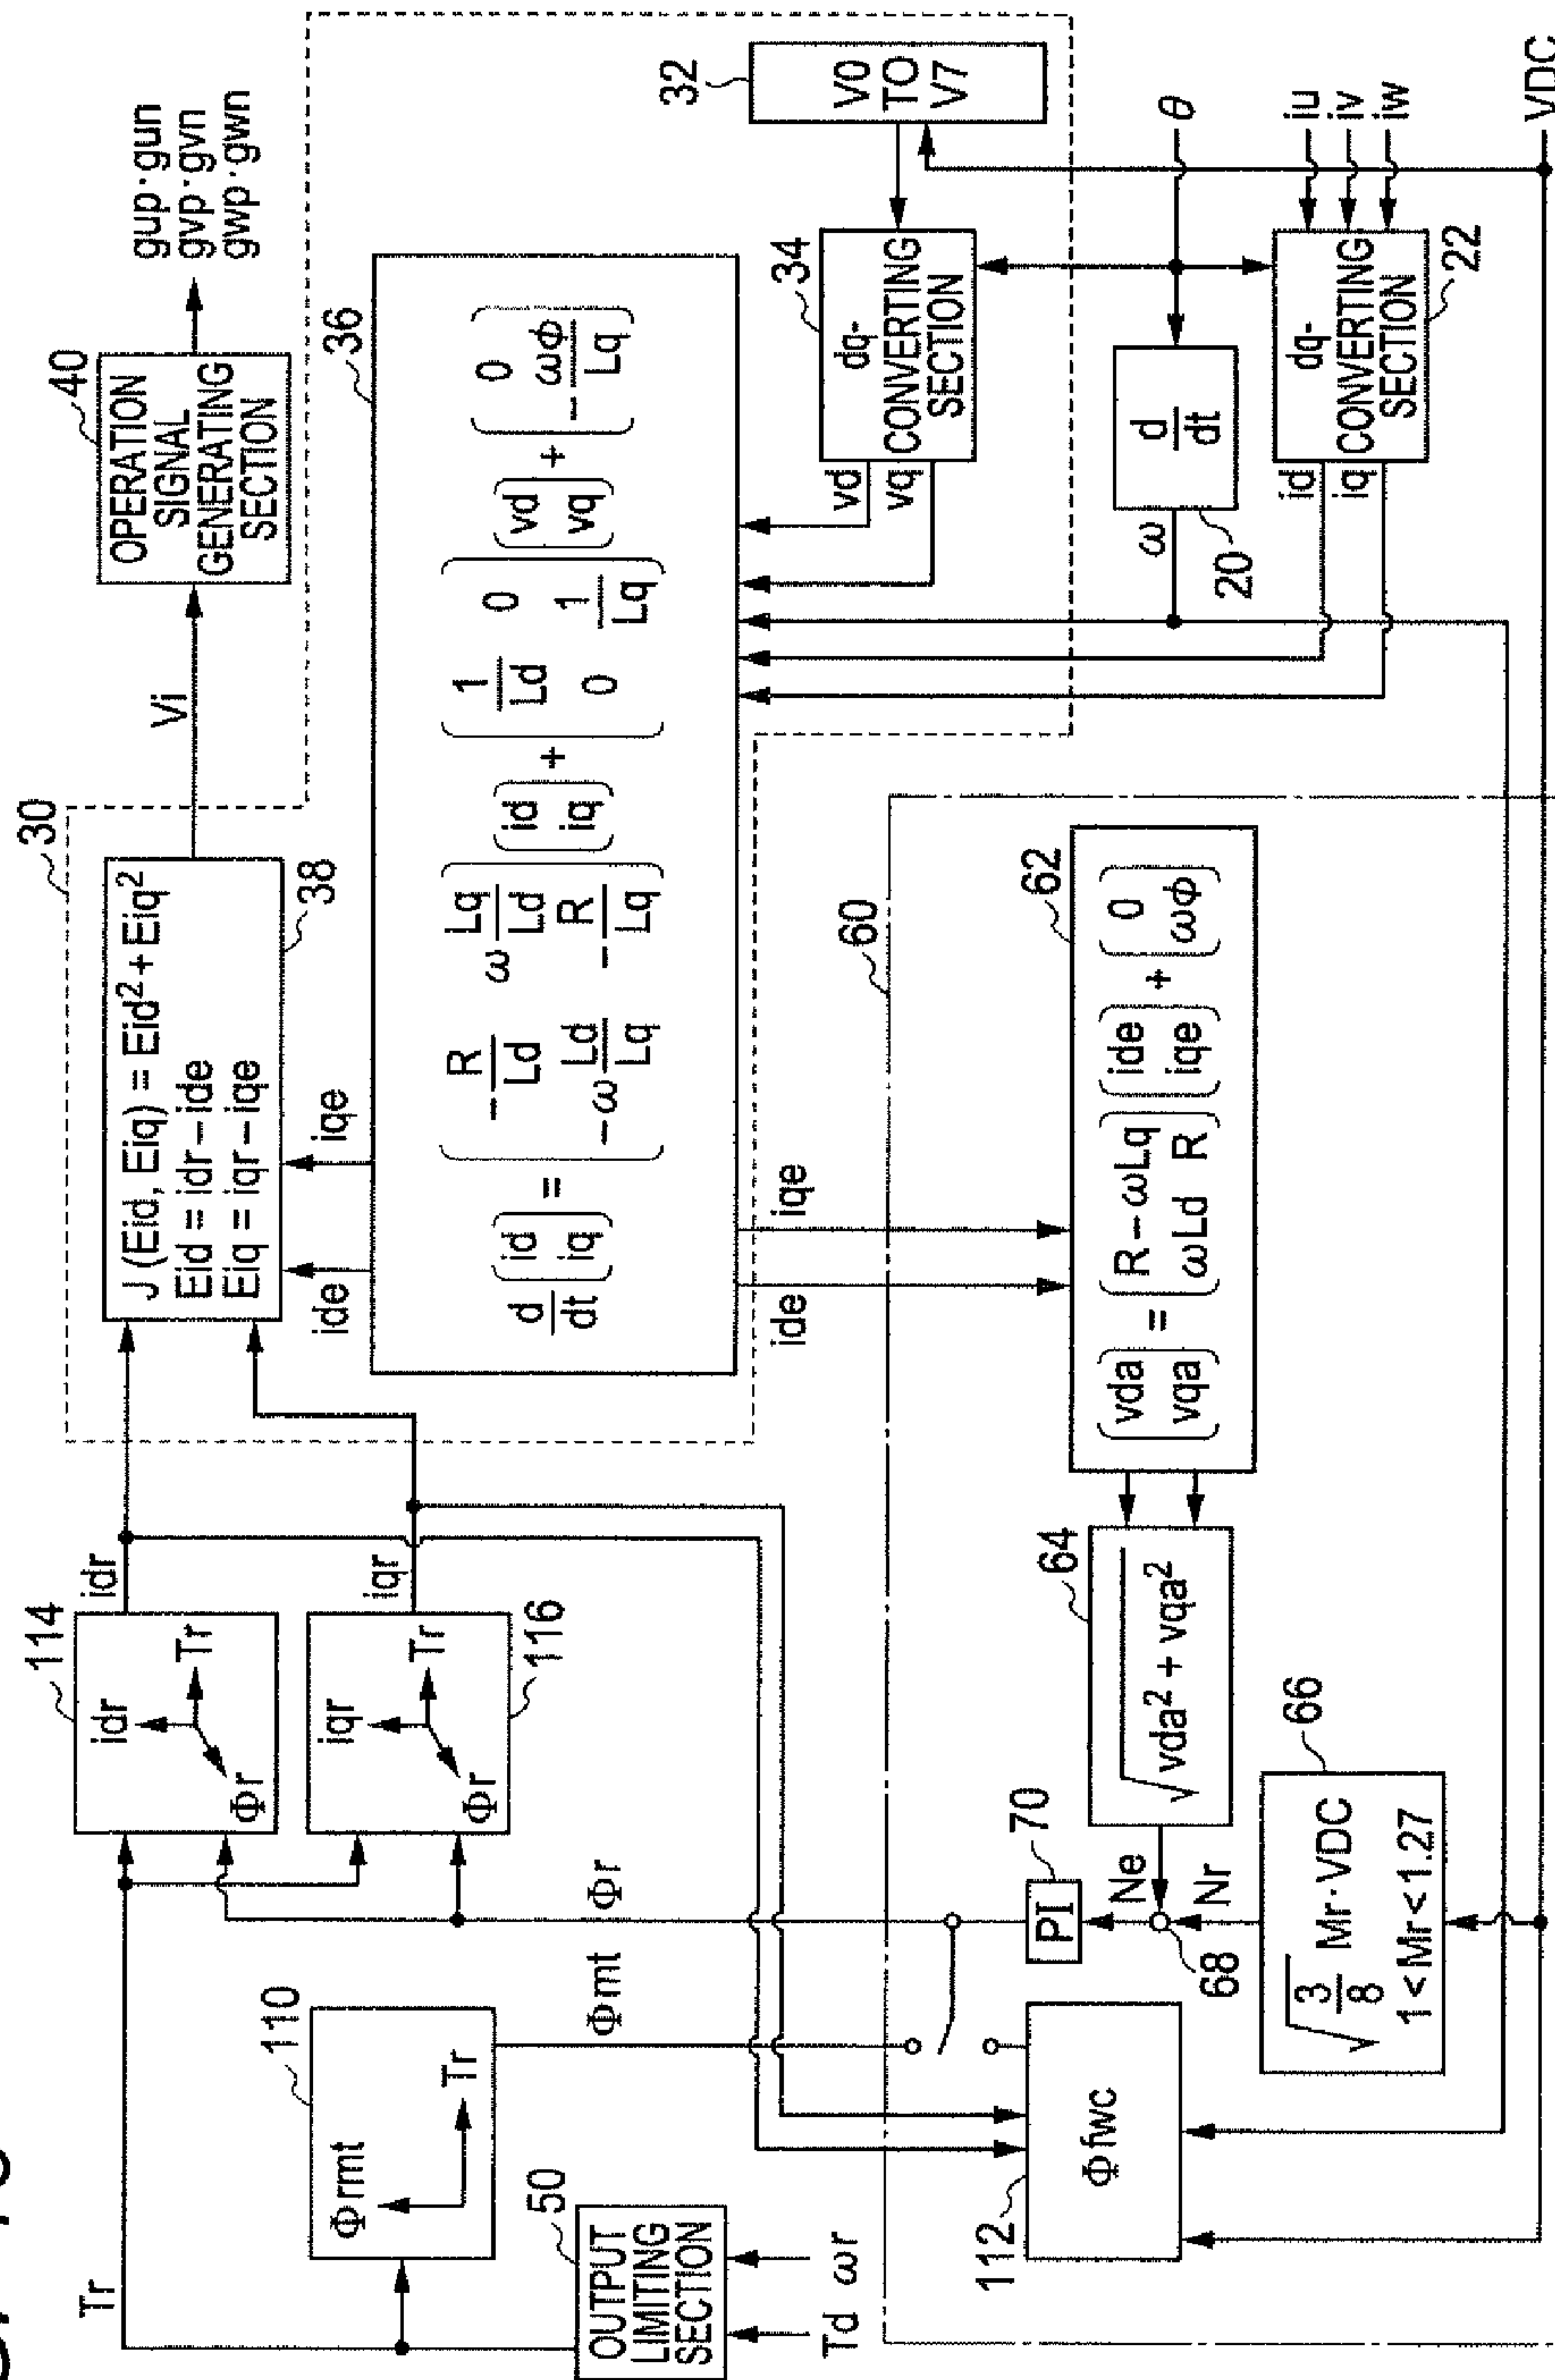 30
40
OPERATION
SIGNAL
GENERATING
SECTION
gup·gun
gvp·gvn
gwp·gwn
Vi
J (Eid, Eiq) = Eid² + Eiq²
Eid = idr – ide
Eiq = iqr – iqe
38
ide
iqe
114
idr
Tr
Φr
idr
116
iqr
Tr
Φr
iqr
Tr
110
Φrmt
Tr
Φmt
Φr
50
OUTPUT
LIMITING
SECTION
Td
ωr
36
d/dt (id iq) = (-R/Ld ω Lq/Ld -ω Ld/Lq -R/Lq) (id iq) + (1/Ld 0 0 1/Lq) (vd vq) + (0 -ωφ/Lq)
32
V0
TO
V7
34
dq-
CONVERTING
SECTION
vd
vq
θ
d/dt
20
ω
dq-
CONVERTING
SECTION
22
id
iq
iu
iv
iw
VDC
60
ide
iqe
62
(vda vqa) = (R –ωLq ωLd R) (ide iqe) + (0 ωφ)
64
√vda² + vqa²
Ne
70
PI
68
Nr
66
√3/8 Mr·VDC
1 < Mr < 1.27
112
Φfwc